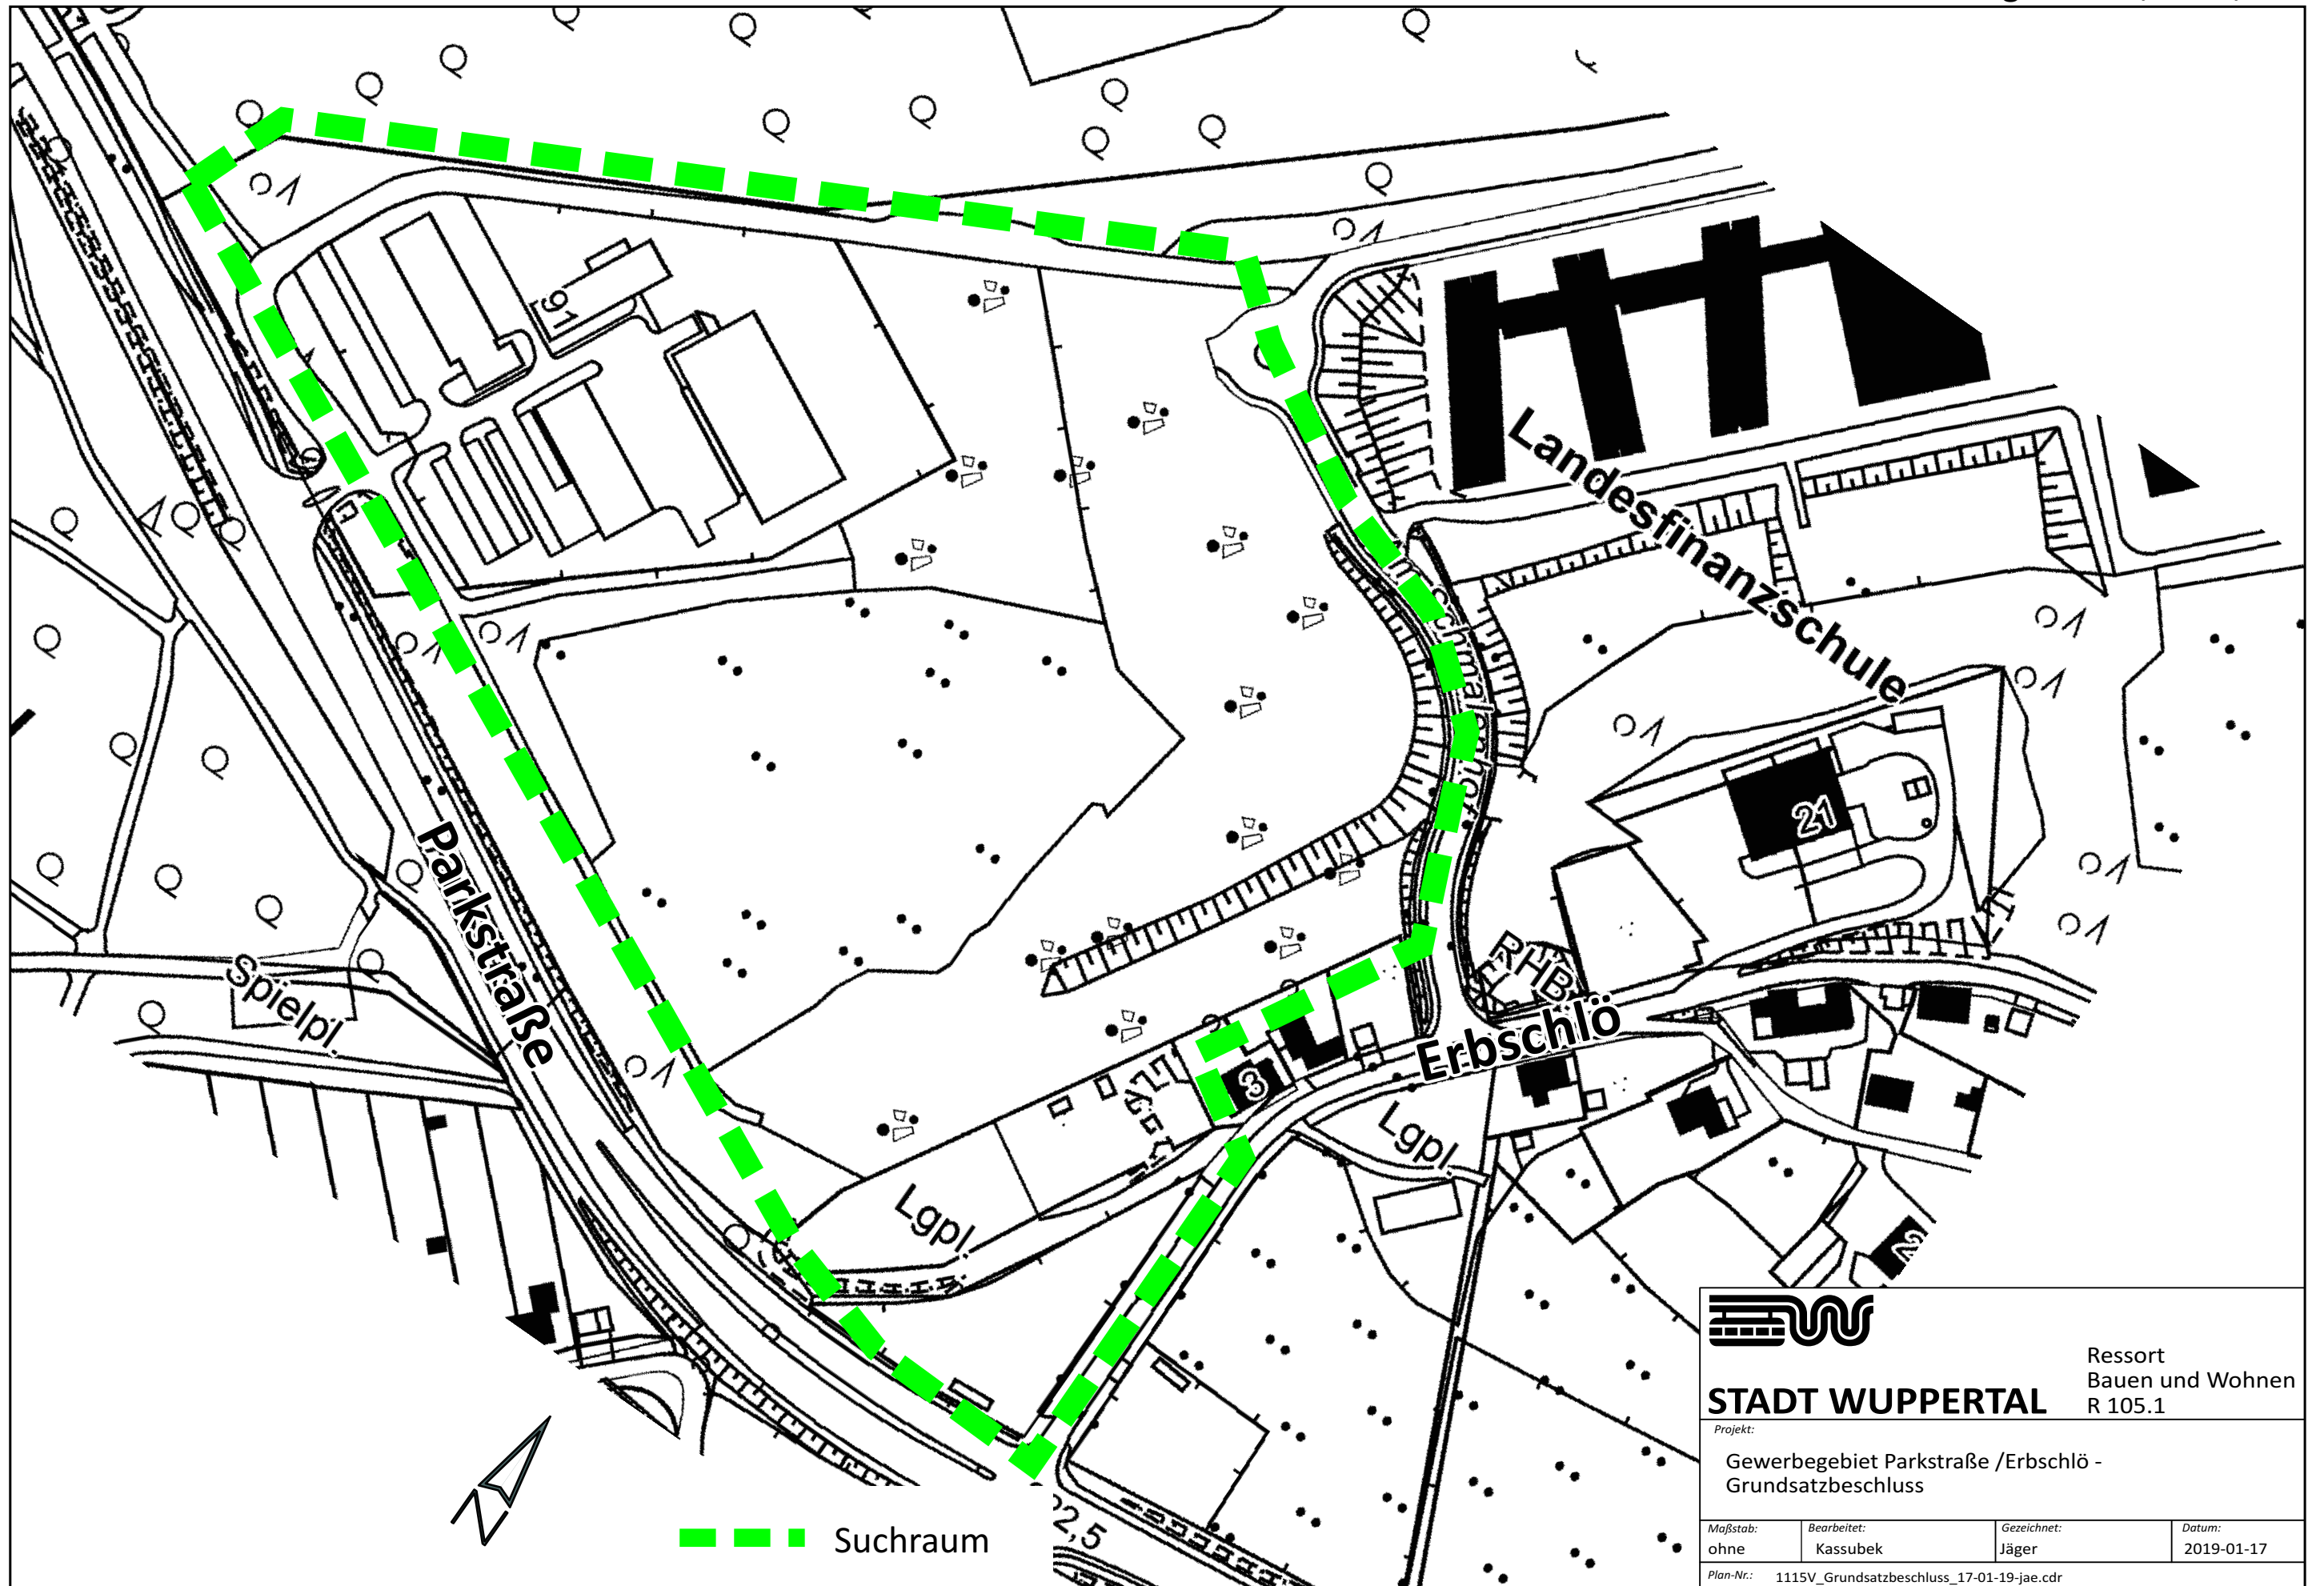 91
Landesfinanzschule
21
Parkstraße
Spielpl.
RHB
Erbschlö
3
Lgpl.
Lgpl.
2
22,5
Suchraum
N
STADT WUPPERTAL
Ressort
Bauen und Wohnen
R 105.1
Projekt:
Gewerbegebiet Parkstraße /Erbschlö -
Grundsatzbeschluss
Maßstab: Bearbeitet: Gezeichnet: Datum:
ohne Kassubek Jäger 2019-01-17
Plan-Nr.: 1115V_Grundsatzbeschluss_17-01-19-jae.cdr